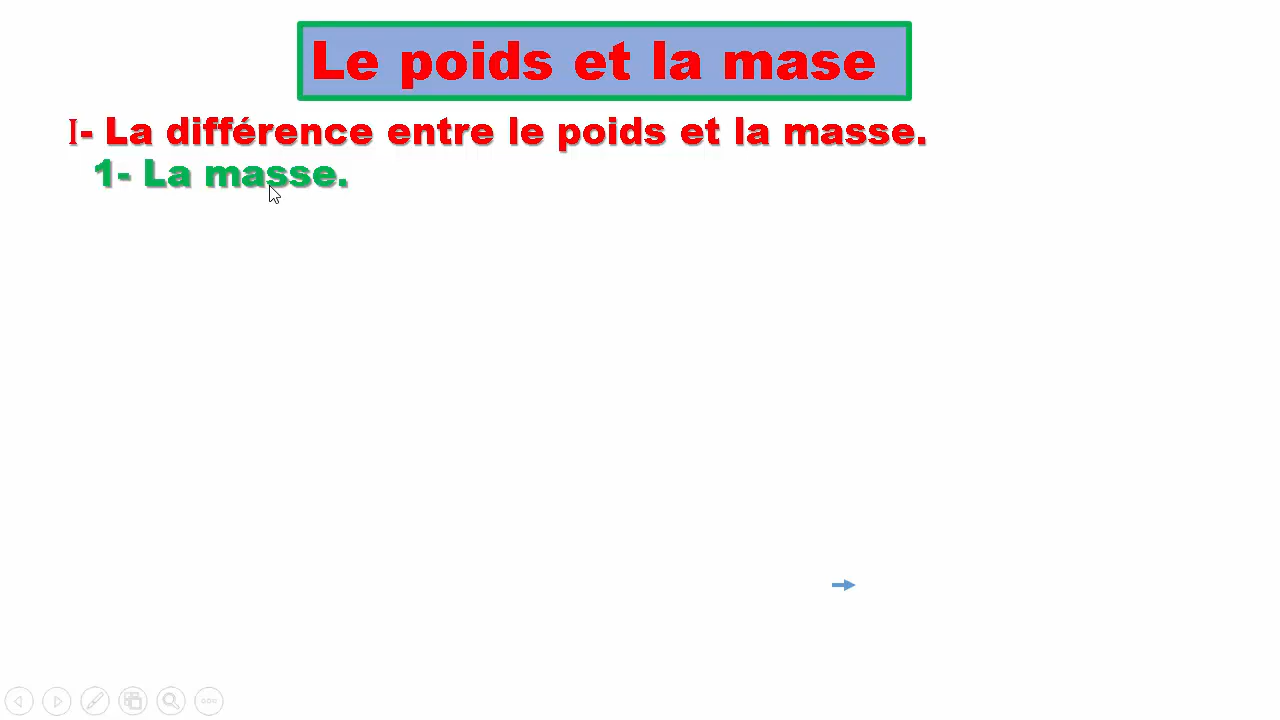 Le poids et la mase
I- La différence entre le poids et la masse.
1- La masse.